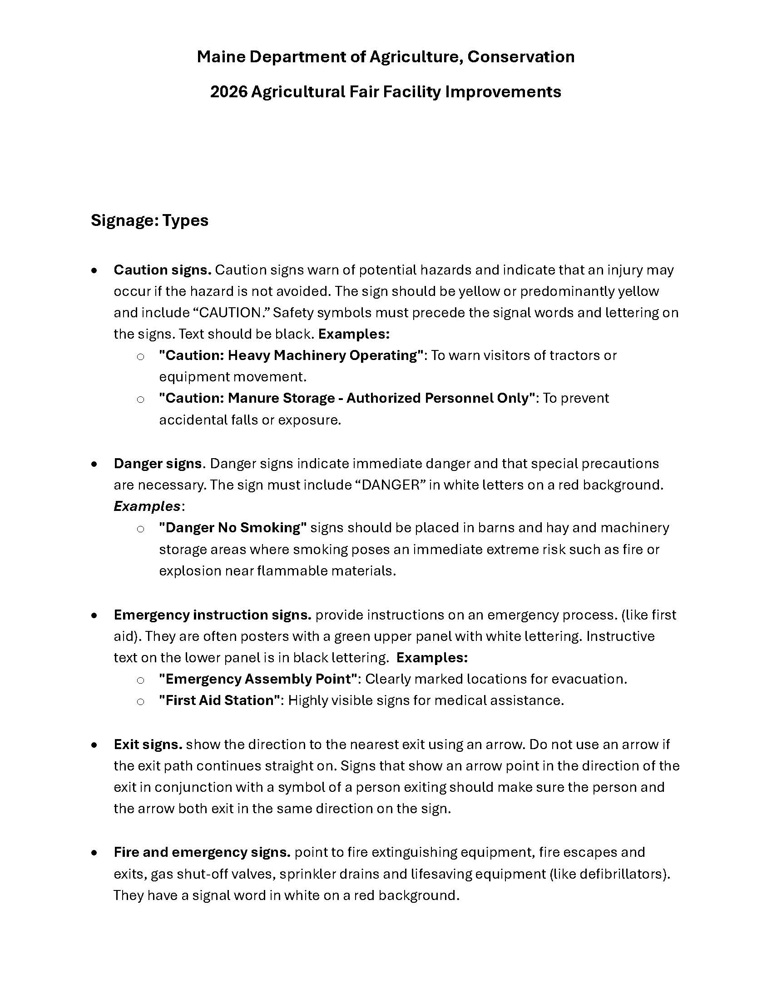 Maine Department of Agriculture, Conservation
2026 Agricultural Fair Facility Improvements
Signage: Types
• Caution signs. Caution signs warn of potential hazards and indicate that an injury may
occur if the hazard is not avoided. The sign should be yellow or predominantly yellow
and include “CAUTION.” Safety symbols must precede the signal words and lettering on
the signs. Text should be black. Examples:
○ "Caution: Heavy Machinery Operating": To warn visitors of tractors or
equipment movement.
○ "Caution: Manure Storage - Authorized Personnel Only": To prevent
accidental falls or exposure.
• Danger signs. Danger signs indicate immediate danger and that special precautions
are necessary. The sign must include “DANGER” in white letters on a red background.
Examples:
○ "Danger No Smoking" signs should be placed in barns and hay and machinery
storage areas where smoking poses an immediate extreme risk such as fire or
explosion near flammable materials.
• Emergency instruction signs. provide instructions on an emergency process. (like first
aid). They are often posters with a green upper panel with white lettering. Instructive
text on the lower panel is in black lettering. Examples:
○ "Emergency Assembly Point": Clearly marked locations for evacuation.
○ "First Aid Station": Highly visible signs for medical assistance.
• Exit signs. show the direction to the nearest exit using an arrow. Do not use an arrow if
the exit path continues straight on. Signs that show an arrow point in the direction of the
exit in conjunction with a symbol of a person exiting should make sure the person and
the arrow both exit in the same direction on the sign.
• Fire and emergency signs. point to fire extinguishing equipment, fire escapes and
exits, gas shut-off valves, sprinkler drains and lifesaving equipment (like defibrillators).
They have a signal word in white on a red background.